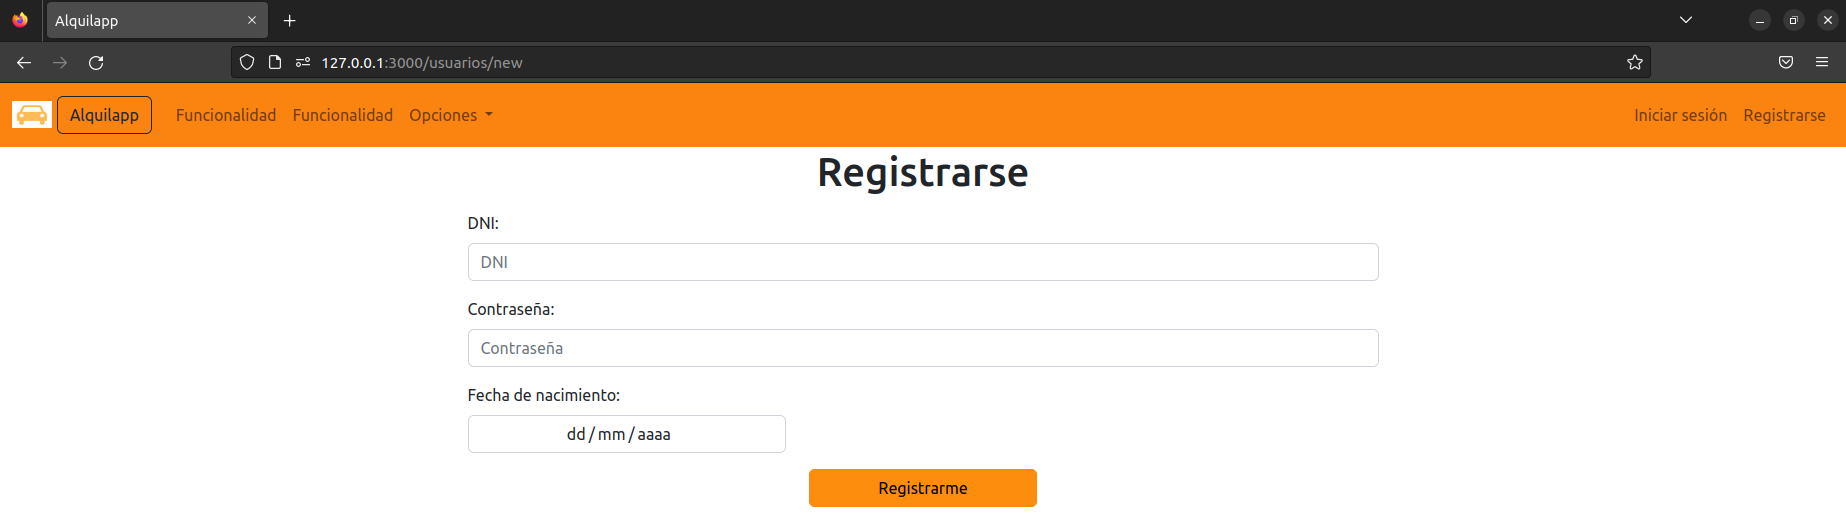 Alquilapp
127.0.0.1:3000/usuarios/new
Alquilapp Funcionalidad Funcionalidad Opciones Iniciar sesión Registrarse
Registrarse
DNI:
DNI
Contraseña:
Contraseña
Fecha de nacimiento:
dd/mm/aaaa
Registrarme